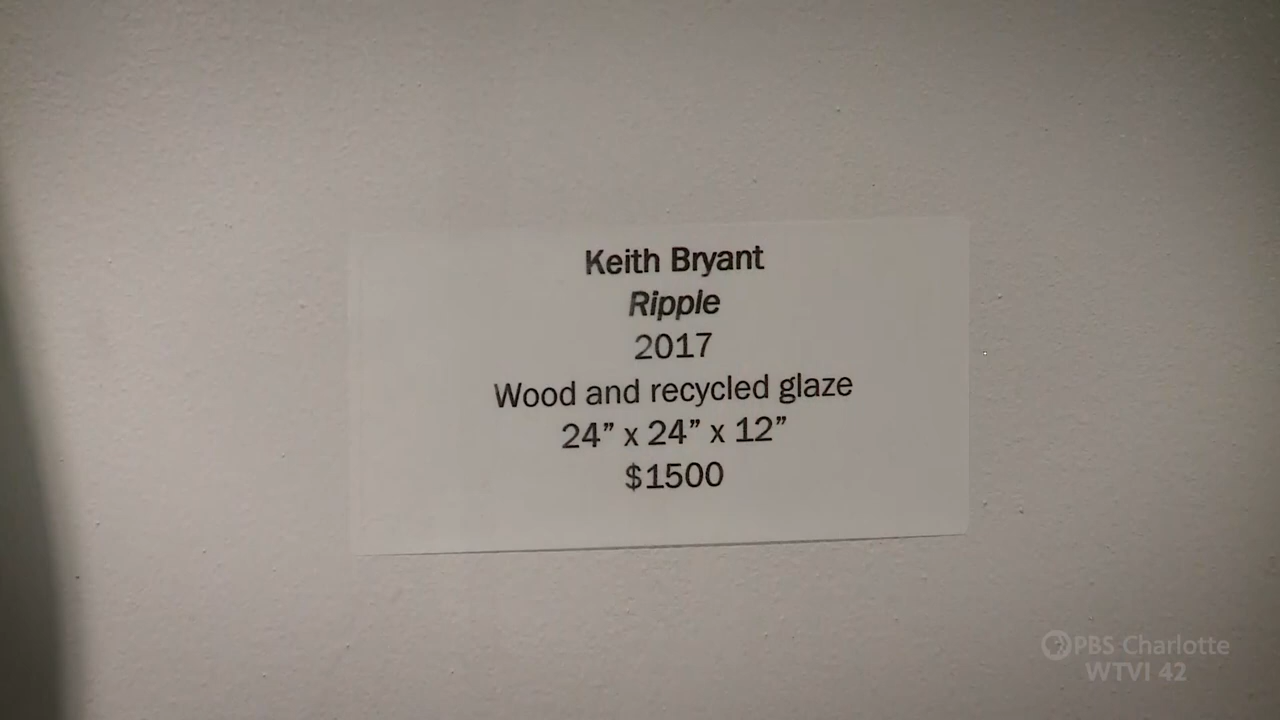 Keith Bryant
Ripple
2017
Wood and recycled glaze
24” x 24” x 12”
$1500
PBS Charlotte
WTVI 42